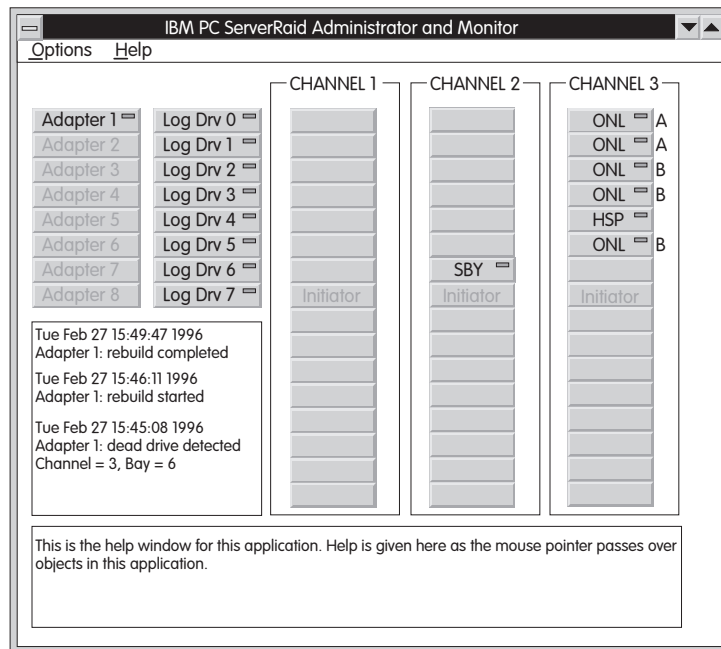 IBM PC ServerRaid Administrator and Monitor
Options Help
CHANNEL 1 CHANNEL 2 CHANNEL 3
Adapter 1 Log Drv 0 ONL A
Adapter 2 Log Drv 1 ONL A
Adapter 3 Log Drv 2 ONL B
Adapter 4 Log Drv 3 ONL B
Adapter 5 Log Drv 4 HSP
Adapter 6 Log Drv 5 ONL B
Adapter 7 Log Drv 6 SBY
Adapter 8 Log Drv 7 Initiator Initiator Initiator
Tue Feb 27 15:49:47 1996
Adapter 1: rebuild completed
Tue Feb 27 15:46:11 1996
Adapter 1: rebuild started
Tue Feb 27 15:45:08 1996
Adapter 1: dead drive detected
Channel = 3, Bay = 6
This is the help window for this application. Help is given here as the mouse pointer passes over
objects in this application.